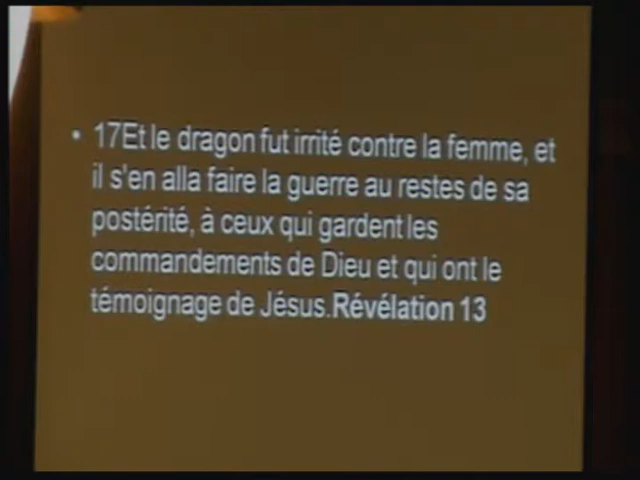 • 17Et le dragon fut irrité contre la femme, et
il s'en alla faire la guerre au restes de sa
postérité, à ceux qui gardent les
commandements de Dieu et qui ont le
témoignage de Jésus.Révélation 13